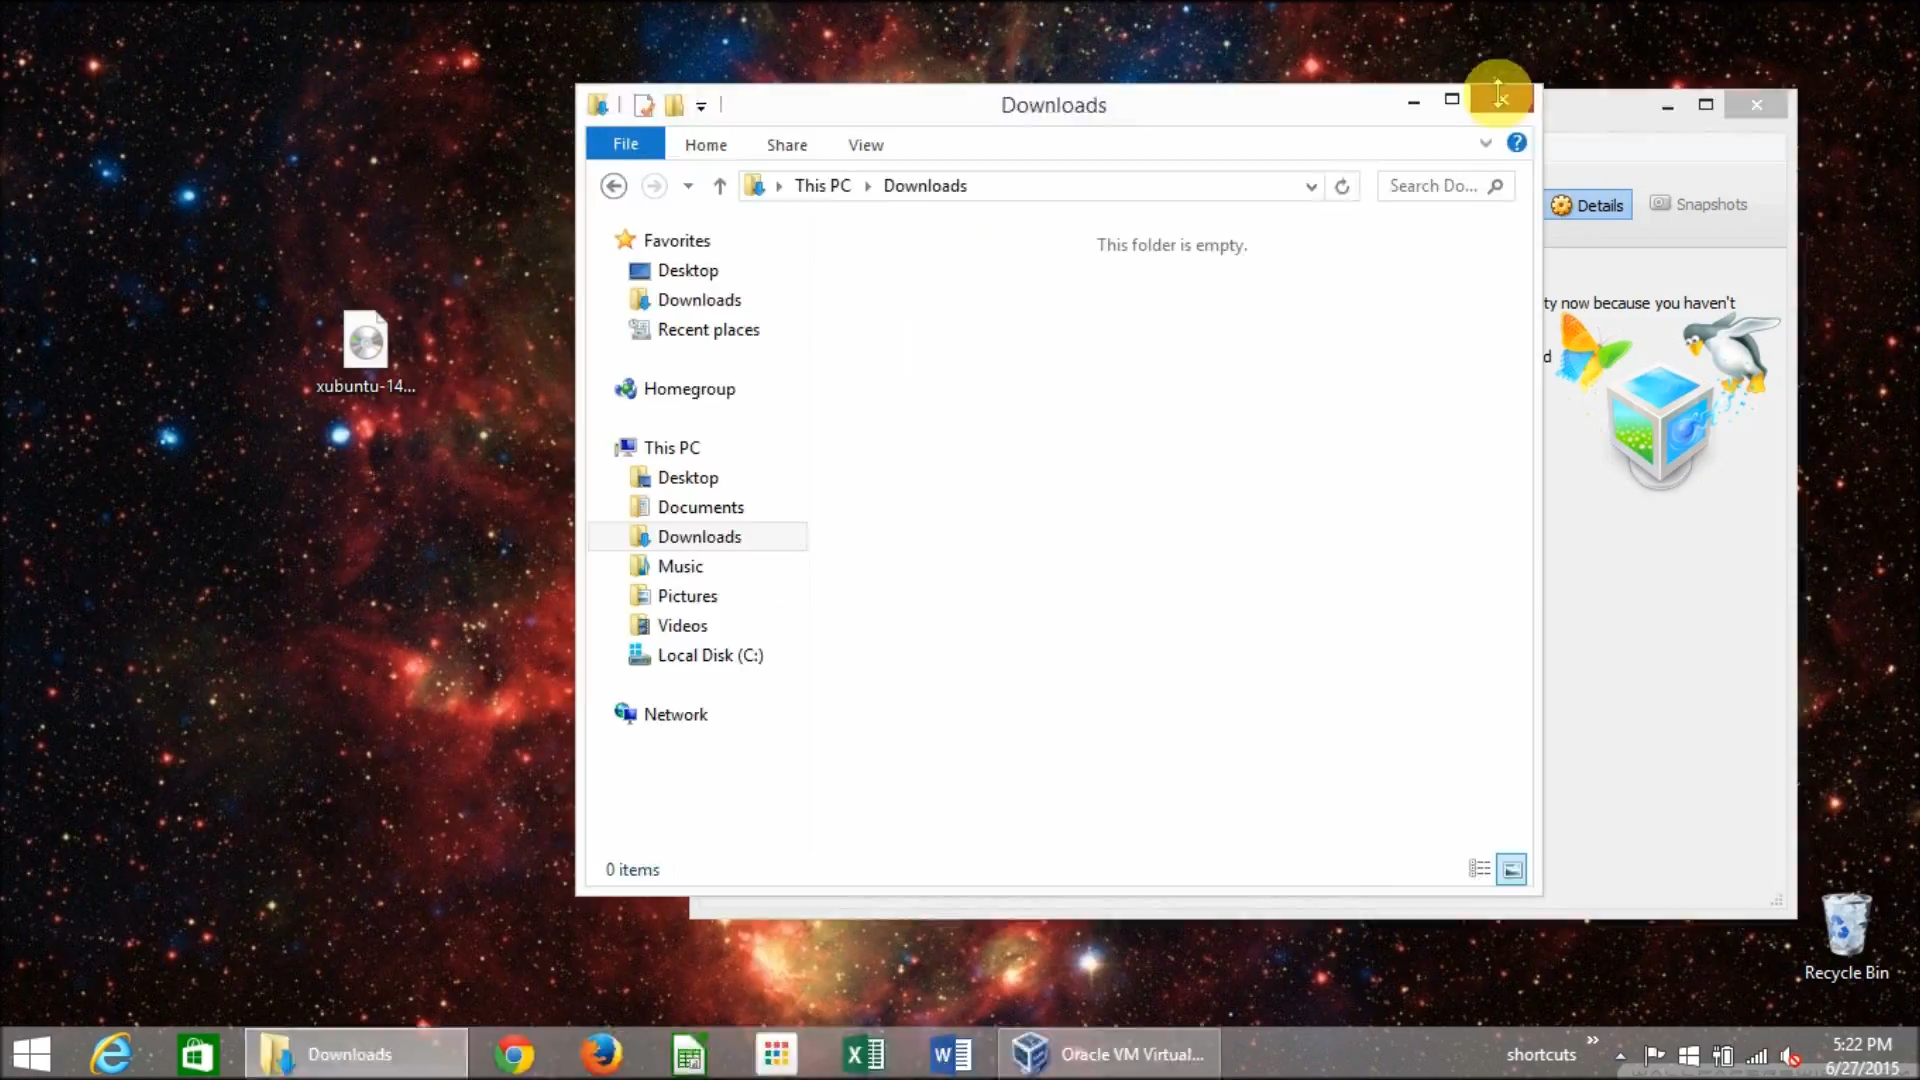 Downloads
File Home Share View
This PC Downloads
Search Do...
Details
Snapshots
Favorites
Desktop
Downloads
Recent places
Homegroup
This PC
Desktop
Documents
Downloads
Music
Pictures
Videos
Local Disk (C:)
Network
This folder is empty.
0 items
ty now because you haven't
d
xubuntu-14...
Recycle Bin
Downloads
Oracle VM Virtual...
shortcuts
5:22 PM
6/27/2015